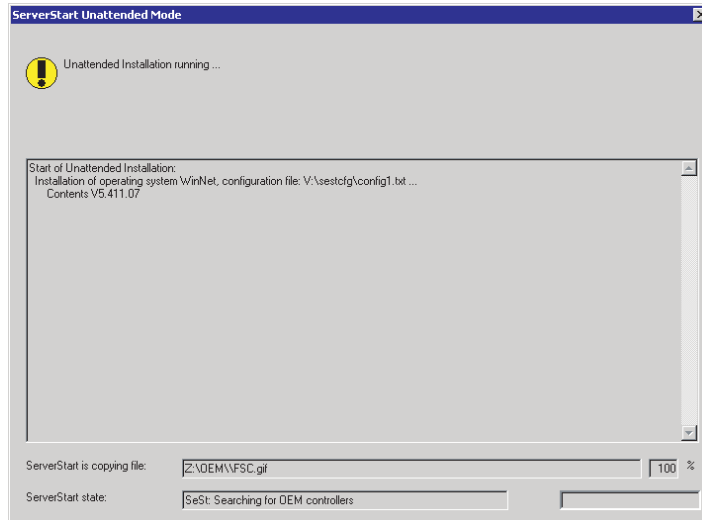 ServerStart Unattended Mode
Unattended Installation running ...
Start of Unattended Installation:
Installation of operating system WinNet, configuration file: V:\sestcfg\config1.txt ...
Contents V5.411.07
ServerStart is copying file:
Z:\OEM\\FSC.gif
100 %
ServerStart state:
SeSt: Searching for OEM controllers